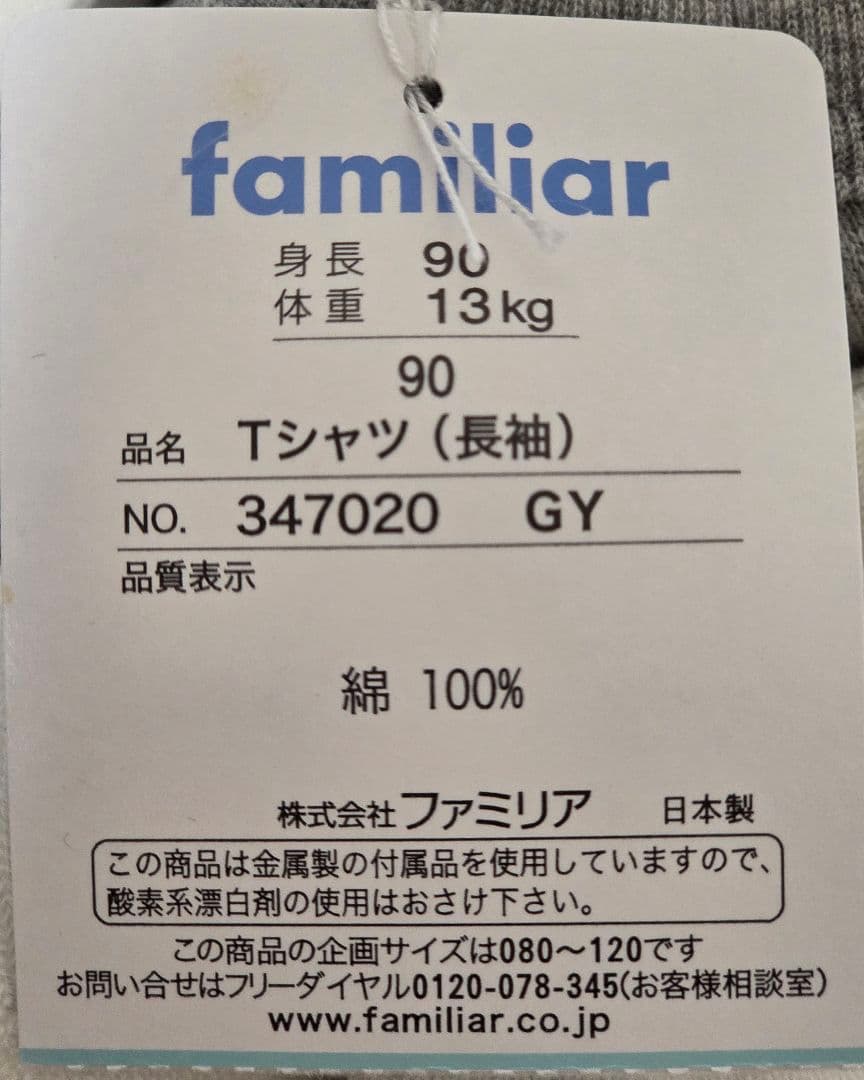 familiar
身長 90
体重 13kg
90
品名 Tシャツ（長袖）
NO. 347020 GY
品質表示
綿 100%
株式会社ファミリア 日本製
この商品は金属製の付属品を使用していますので、
酸素系漂白剤の使用はおさけ下さい。
この商品の企画サイズは080〜120です
お問い合せはフリーダイヤル0120-078-345(お客様相談室)
www.familiar.co.jp